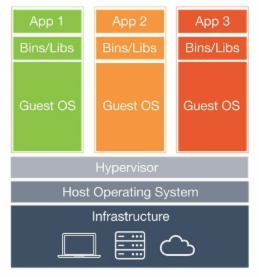 App 1 App 2 App 3
Bins/Libs Bins/Libs Bins/Libs
Guest OS Guest OS Guest OS
Hypervisor
Host Operating System
Infrastructure